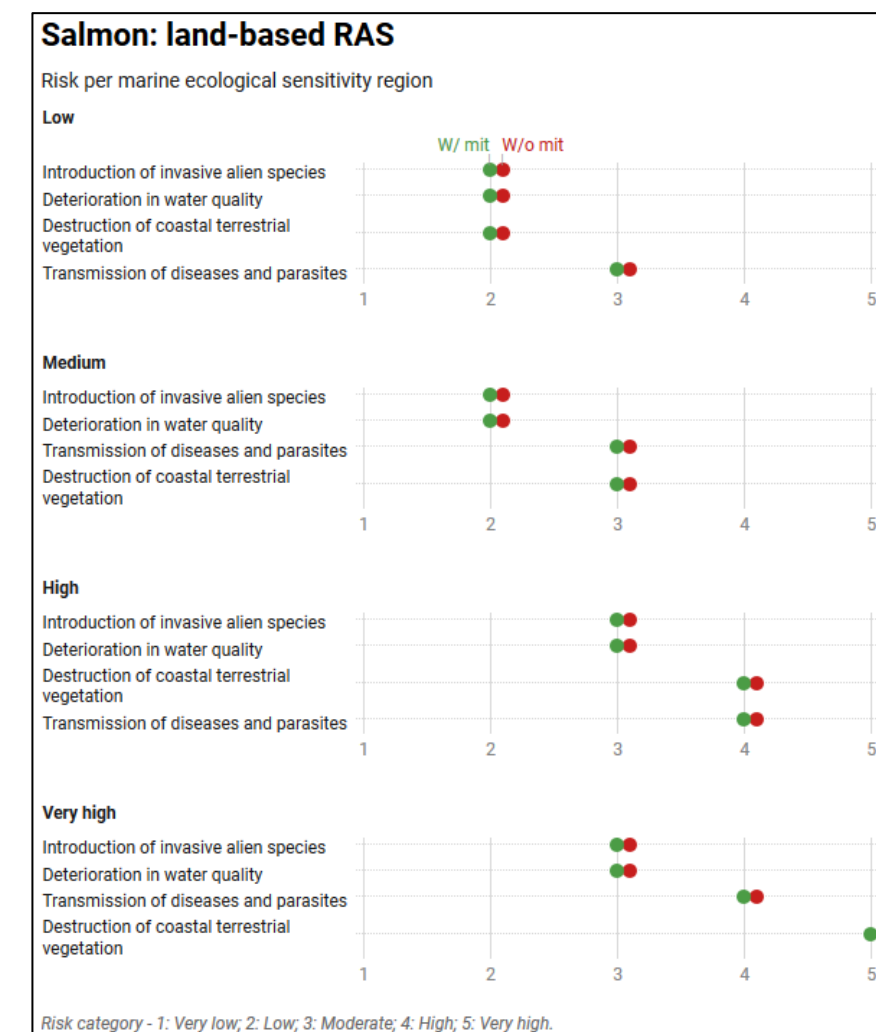 Salmon: land-based RAS
Risk per marine ecological sensitivity region
Low
W/ mit W/o mit
Introduction of invasive alien species
Deterioration in water quality
Destruction of coastal terrestrial
vegetation
Transmission of diseases and parasites
1 2 3 4 5
Medium
Introduction of invasive alien species
Deterioration in water quality
Transmission of diseases and parasites
Destruction of coastal terrestrial
vegetation
1 2 3 4 5
High
Introduction of invasive alien species
Deterioration in water quality
Destruction of coastal terrestrial
vegetation
Transmission of diseases and parasites
1 2 3 4 5
Very high
Introduction of invasive alien species
Deterioration in water quality
Transmission of diseases and parasites
Destruction of coastal terrestrial
vegetation
1 2 3 4 5
Risk category - 1: Very low; 2: Low; 3: Moderate; 4: High; 5: Very high.